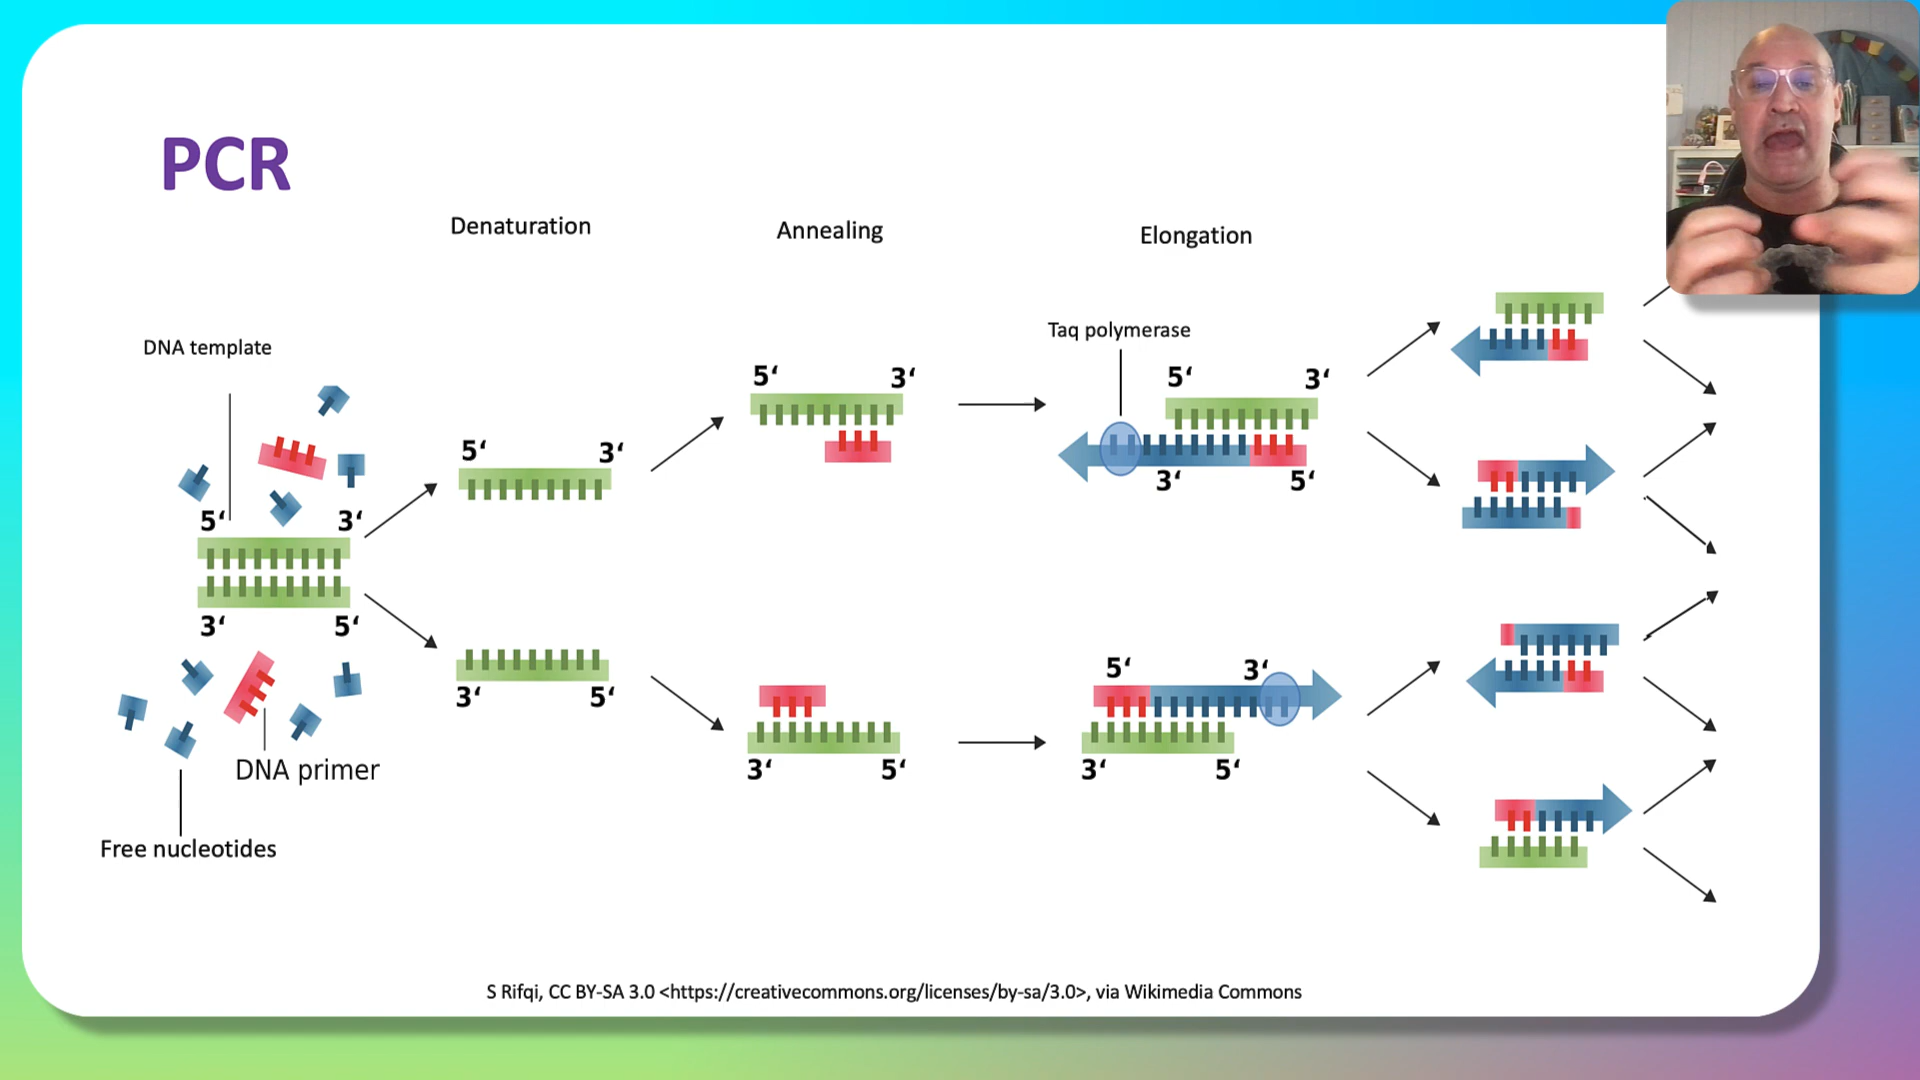 PCR
Denaturation
Annealing
Elongation
DNA template
Taq polymerase
5‘ 3‘
5‘ 3‘
5‘ 3‘
3‘ 5‘
5‘ 3‘
5‘ 3‘
3‘ 5‘
3‘ 5‘
5‘ 3‘
3‘ 5‘
3‘ 5‘
DNA primer
Free nucleotides
S Rifqi, CC BY-SA 3.0 <https://creativecommons.org/licenses/by-sa/3.0>, via Wikimedia Commons